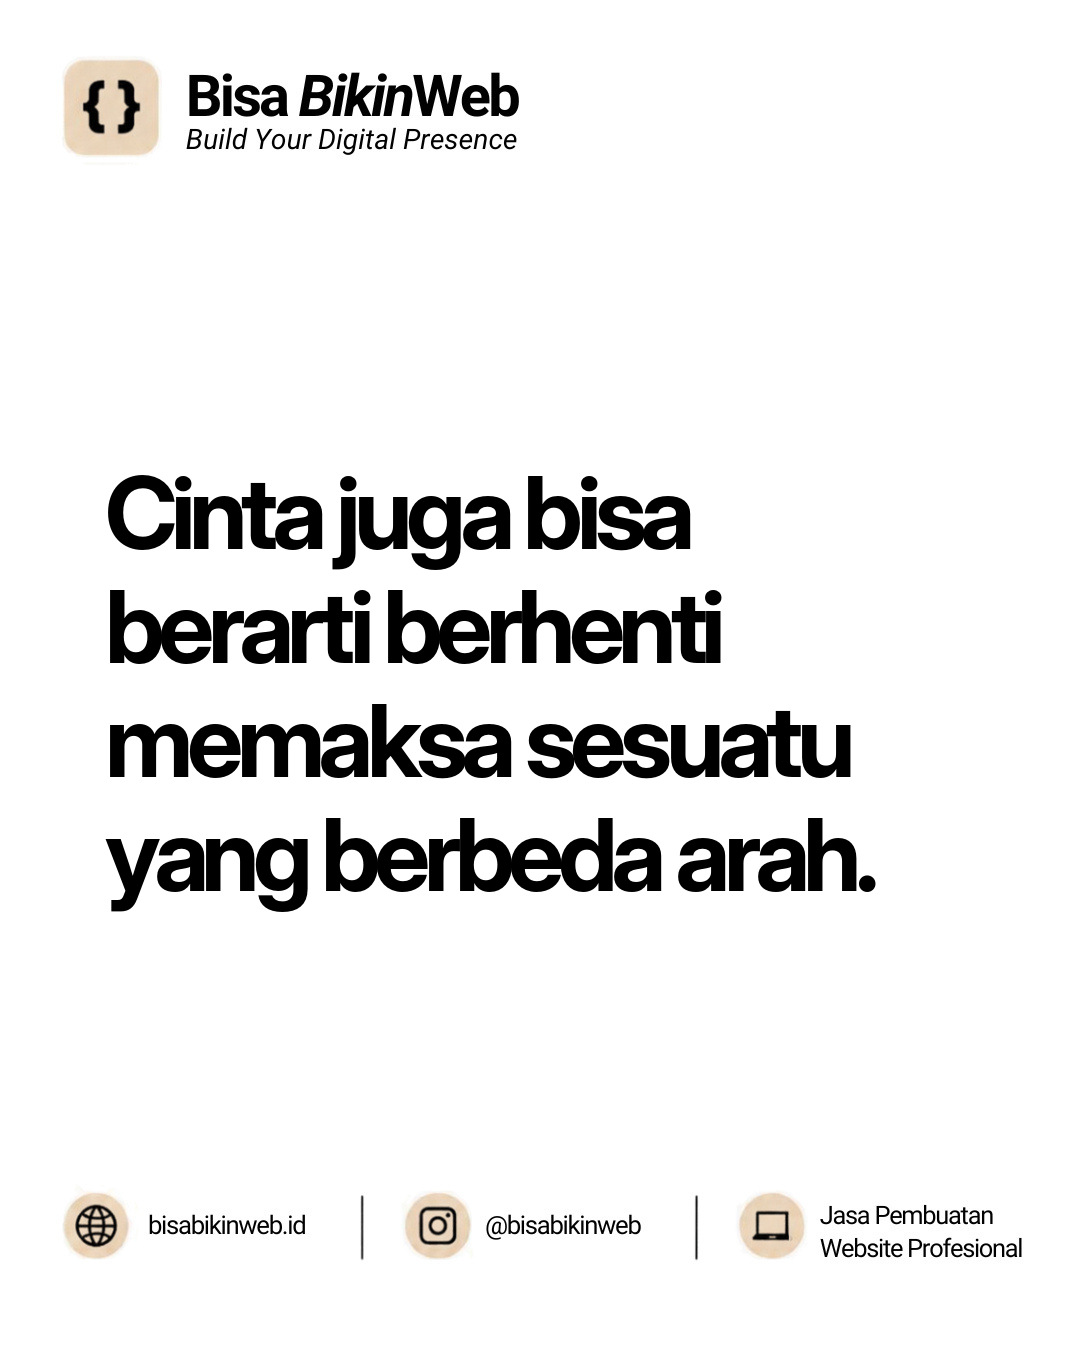 { }
Bisa BikinWeb
Build Your Digital Presence
Cinta juga bisa
berarti berhenti
memaksa sesuatu
yang berbeda arah.
bisabikinweb.id
@bisabikinweb
Jasa Pembuatan
Website Profesional